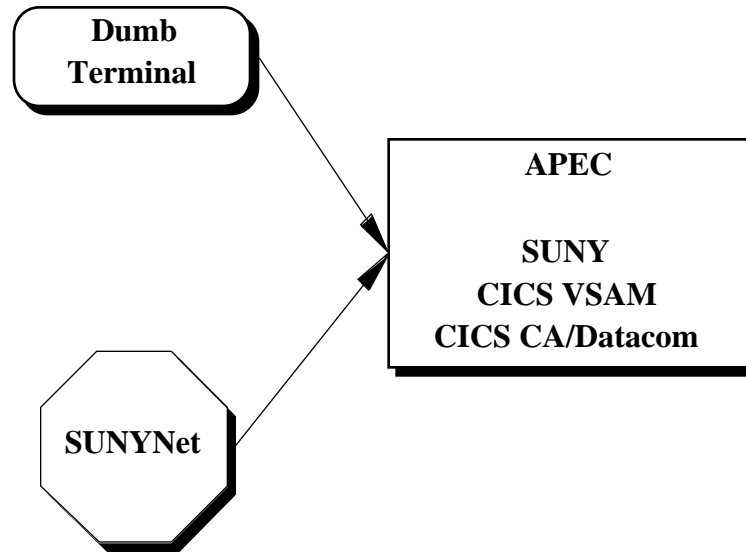 Dumb
Terminal
APEC
SUNY
CICS VSAM
CICS CA/Datacom
SUNYNet